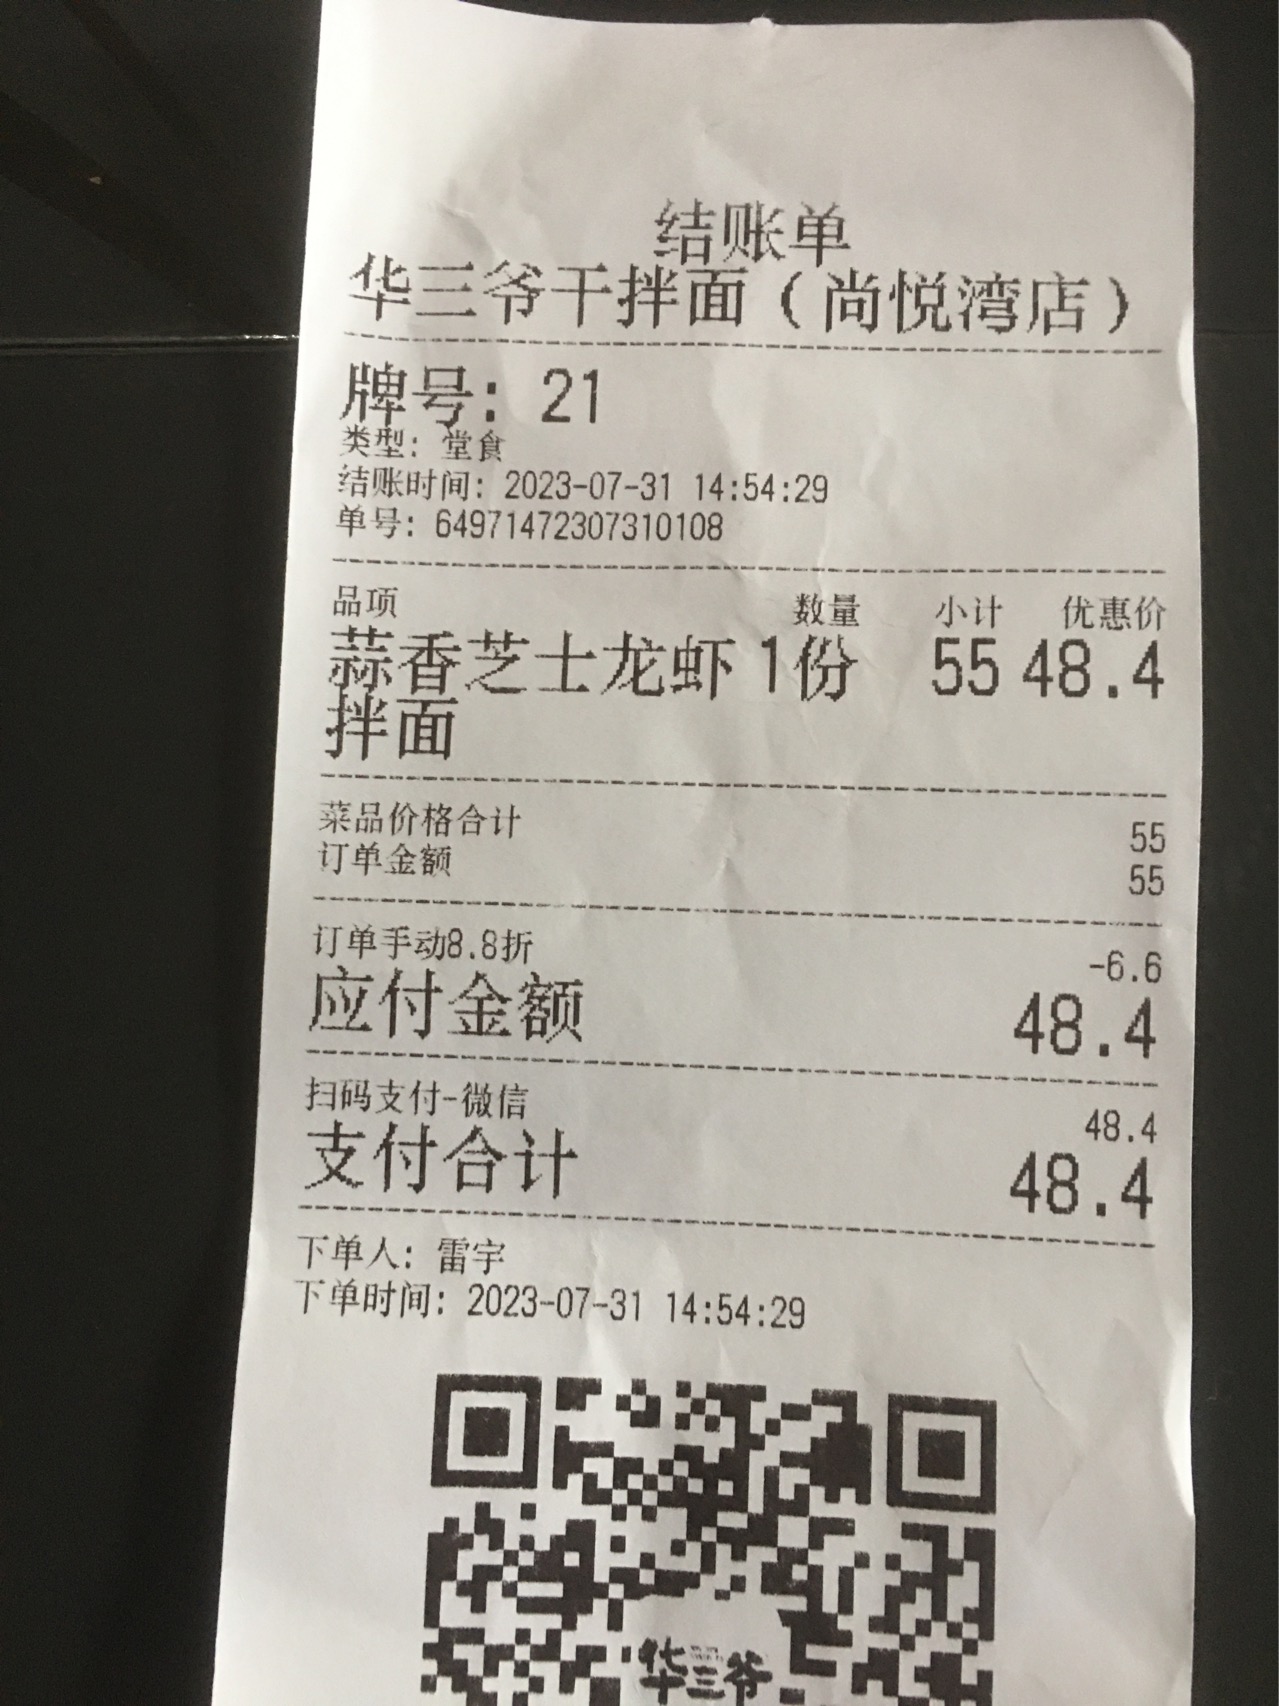 结账单
华三爷干拌面（尚悦湾店）
牌号：21
类型：堂食
结账时间：2023-07-31 14:54:29
单号：64971472307310108
品项 数量 小计 优惠价
蒜香芝士龙虾 1份 55 48.4
拌面
菜品价格合计 55
订单金额 55
订单手动8.8折 -6.6
应付金额 48.4
扫码支付-微信 48.4
支付合计 48.4
下单人：雷宇
下单时间：2023-07-31 14:54:29
华三爷